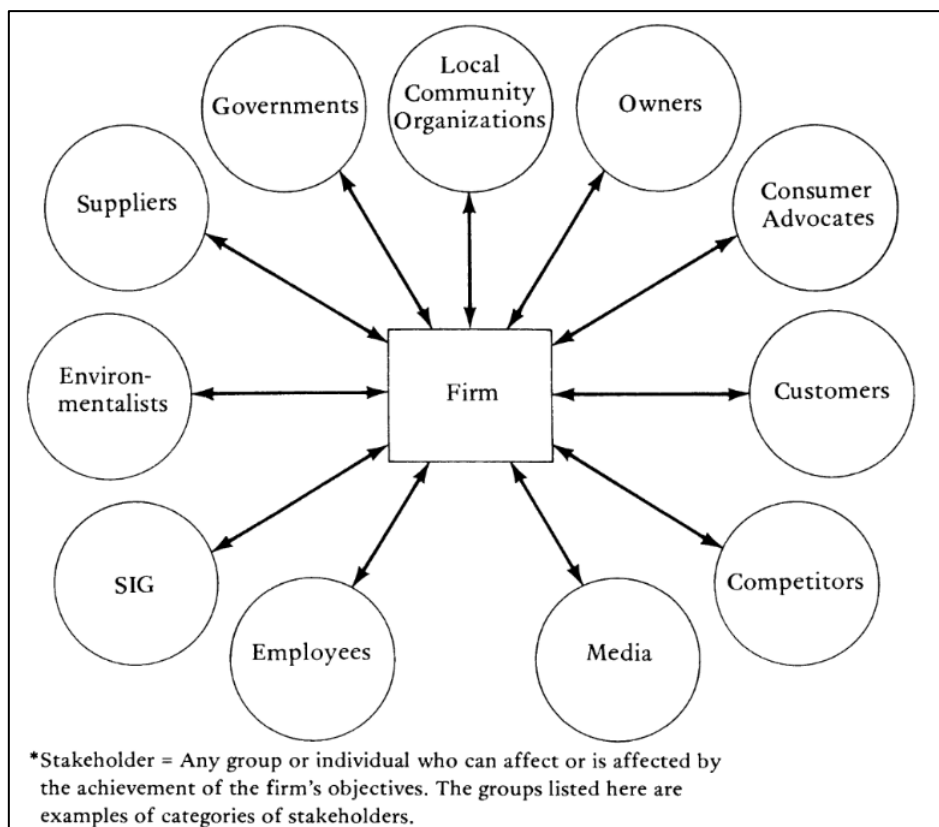 Governments
Local
Community
Organizations
Owners
Suppliers
Consumer
Advocates
Environ-
mentalists
Firm
Customers
SIG
Employees
Media
Competitors
*Stakeholder = Any group or individual who can affect or is affected by
the achievement of the firm's objectives. The groups listed here are
examples of categories of stakeholders.